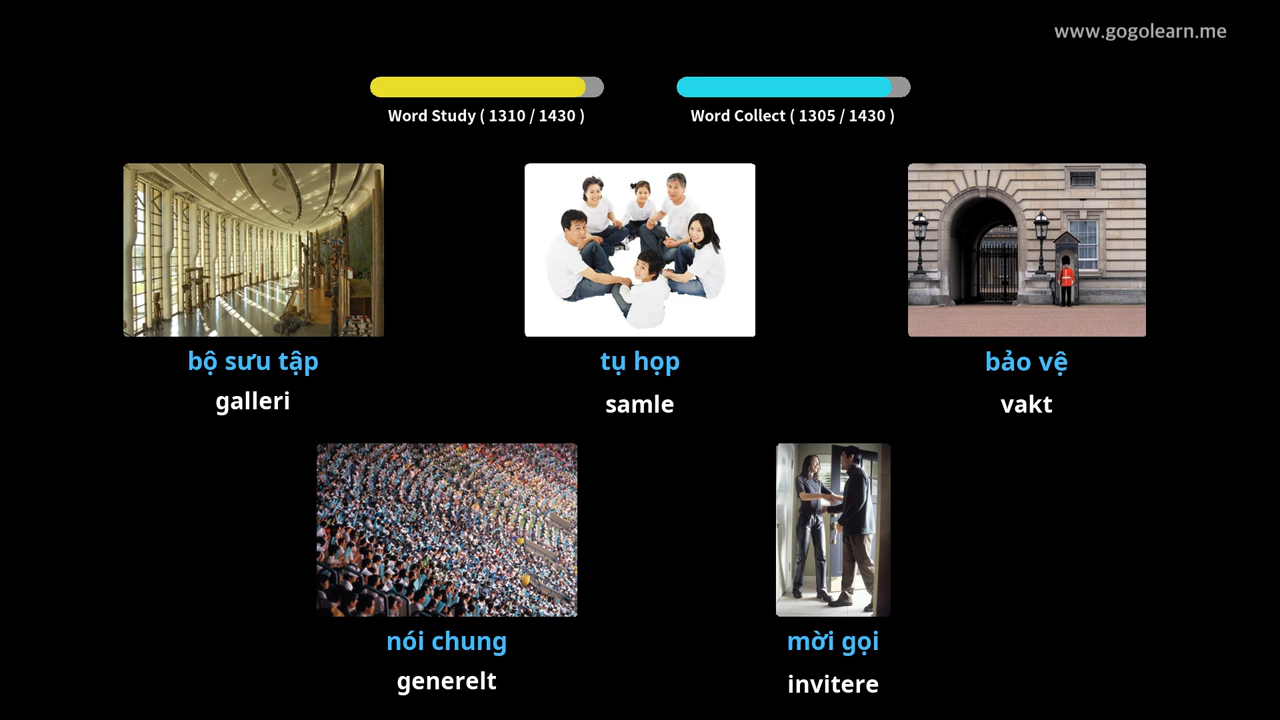 www.gogolearn.me
Word Study ( 1310 / 1430 )
Word Collect ( 1305 / 1430 )
bộ sưu tập
galleri
tụ họp
samle
bảo vệ
vakt
nói chung
generelt
mời gọi
invitere